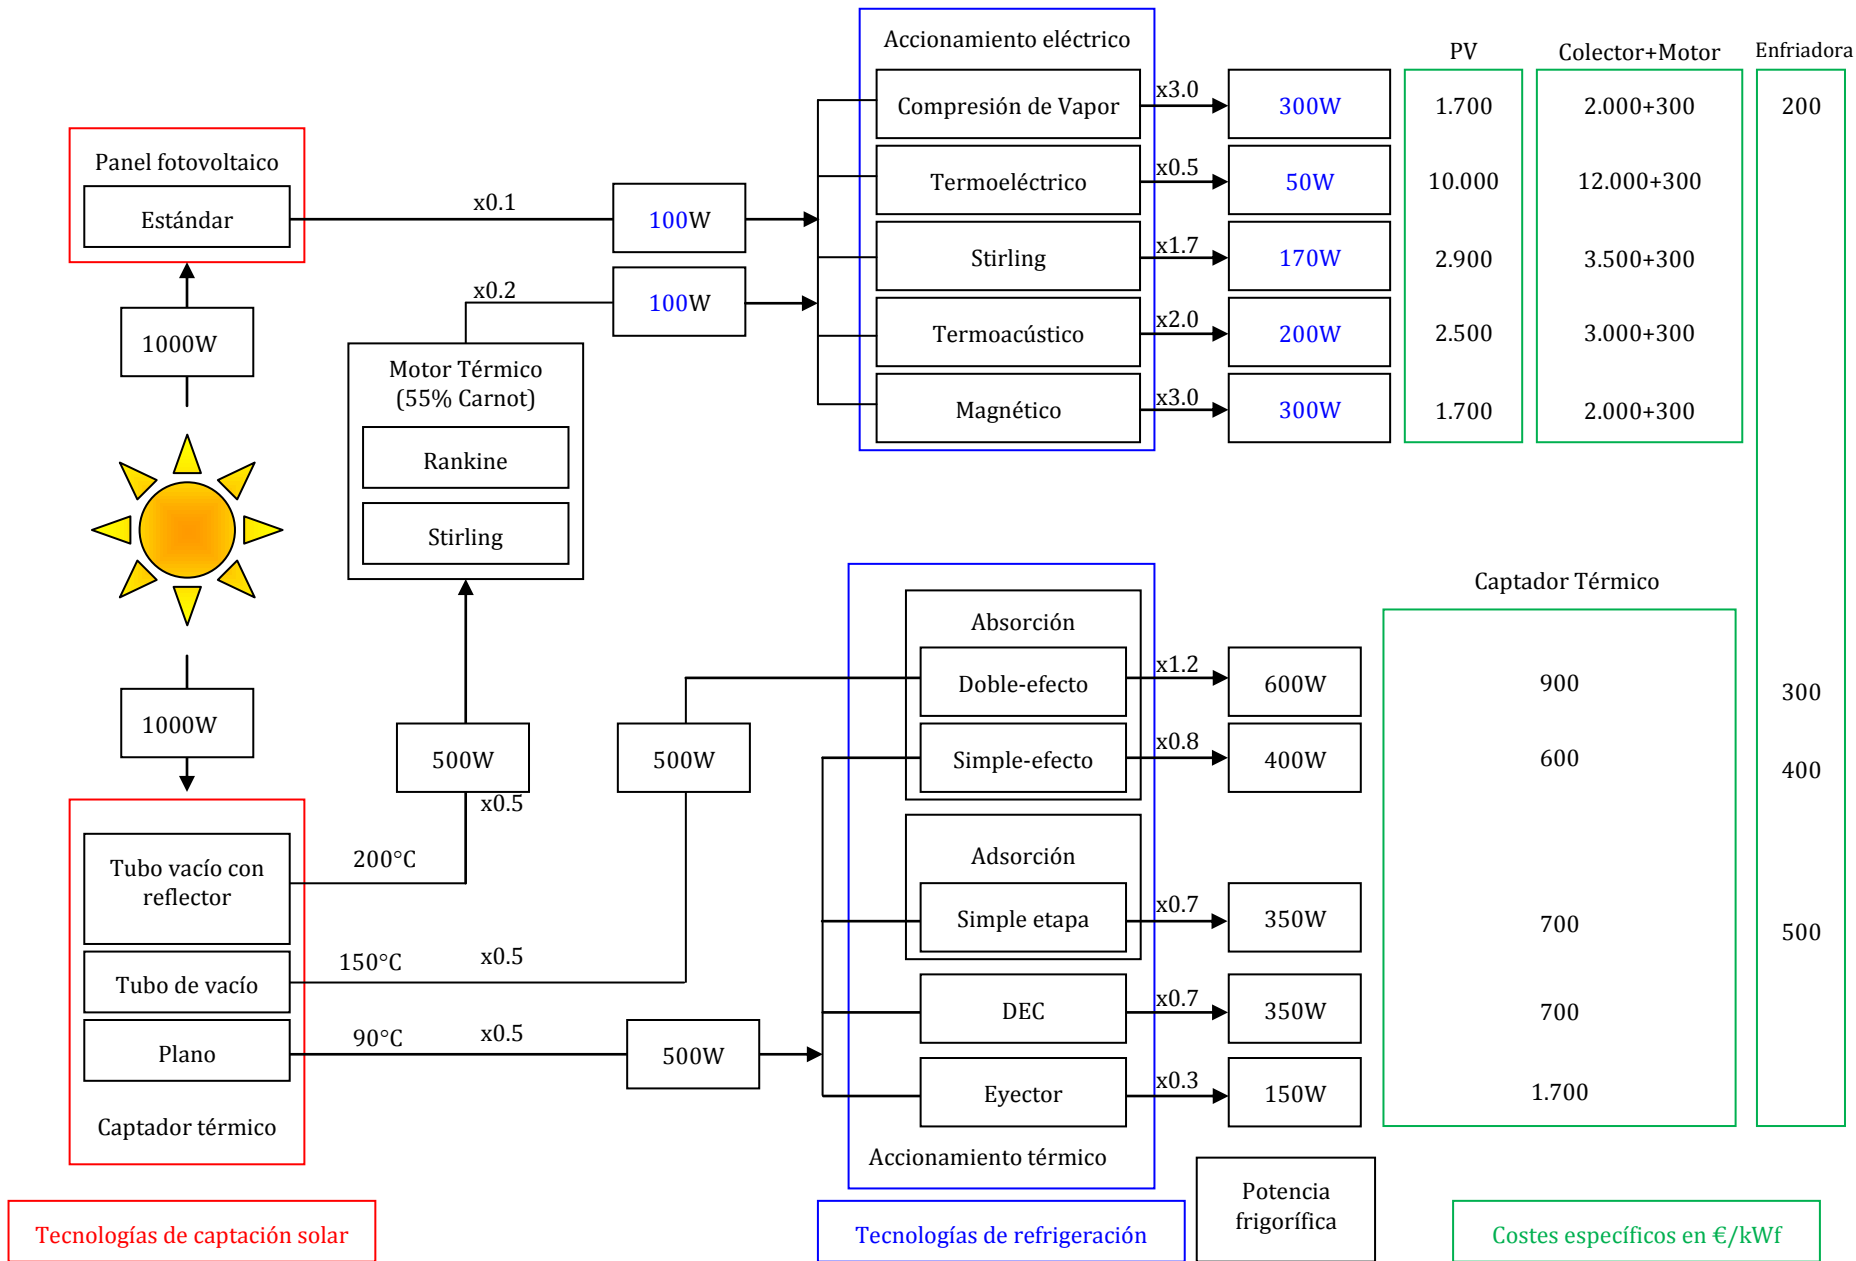 Accionamiento eléctrico
PV
Colector+Motor
Enfriadora
Compresión de Vapor
x3.0
300W
1.700
2.000+300
200
Panel fotovoltaico
Estándar
x0.1
100W
Termoeléctrico
x0.5
50W
10.000
12.000+300
Stirling
x1.7
170W
2.900
3.500+300
1000W
x0.2
100W
Termoacústico
x2.0
200W
2.500
3.000+300
Motor Térmico
(55% Carnot)
Rankine
Stirling
Magnético
x3.0
300W
1.700
2.000+300
Captador Térmico
Absorción
Doble-efecto
x1.2
600W
900
300
1000W
500W
x0.5
500W
Simple-efecto
x0.8
400W
600
400
Tubo vacío con
reflector
200°C
Adsorción
Simple etapa
x0.7
350W
700
500
Tubo de vacío
150°C
x0.5
DEC
x0.7
350W
700
Plano
90°C
x0.5
500W
Eyector
x0.3
150W
1.700
Captador térmico
Accionamiento térmico
Tecnologías de captación solar
Tecnologías de refrigeración
Potencia
frigorífica
Costes específicos en €/kWf